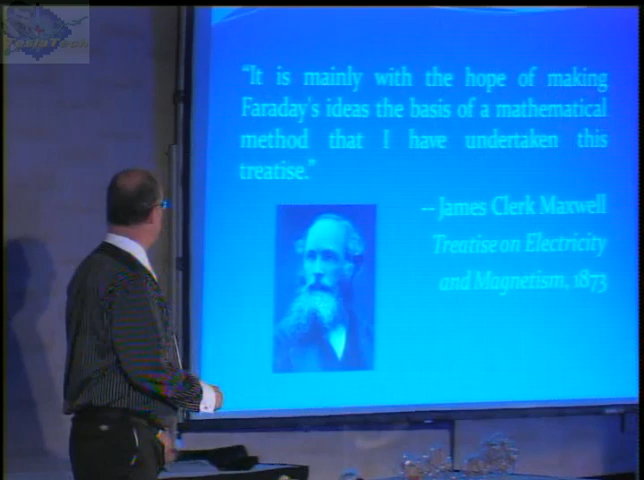 TeslaTech
"It is mainly with the hope of making
Faraday's ideas the basis of a mathematical
method that I have undertaken this
treatise."
-- James Clerk Maxwell
Treatise on Electricity
and Magnetism, 1873